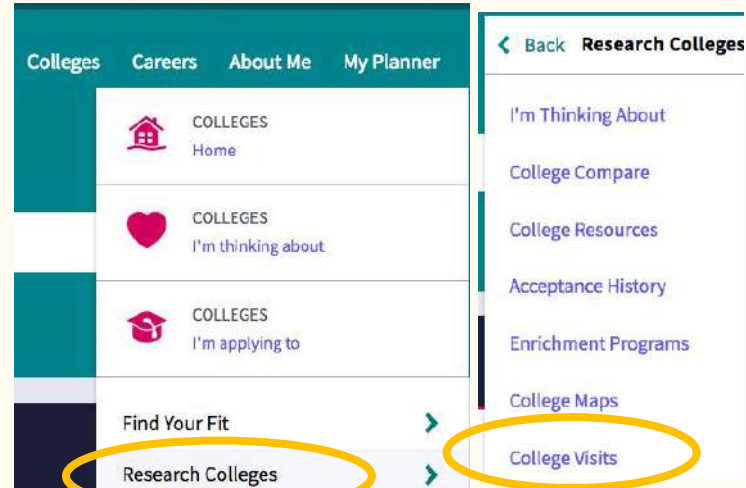 Colleges Careers About Me My Planner
COLLEGES
Home
COLLEGES
I'm thinking about
COLLEGES
I'm applying to
Find Your Fit
Research Colleges
Back Research Colleges
I'm Thinking About
College Compare
College Resources
Acceptance History
Enrichment Programs
College Maps
College Visits